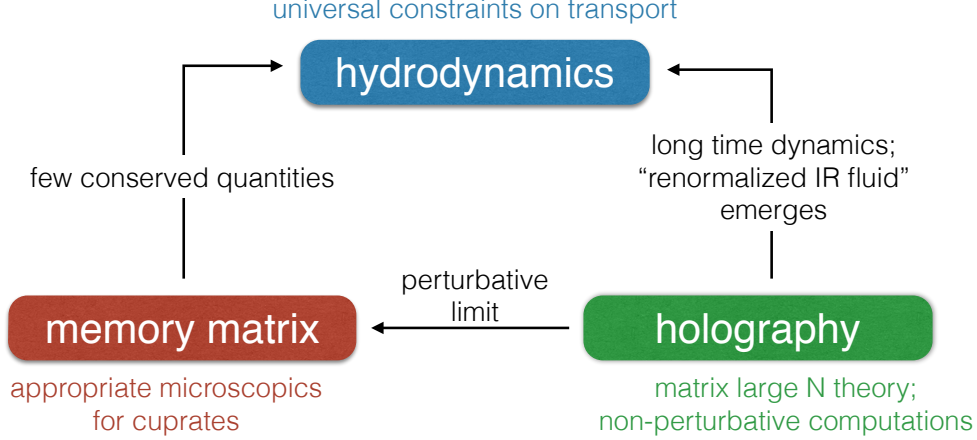 universal constraints on transport
hydrodynamics
few conserved quantities
long time dynamics;
“renormalized IR fluid”
emerges
perturbative
limit
memory matrix
holography
appropriate microscopics
for cuprates
matrix large N theory;
non-perturbative computations